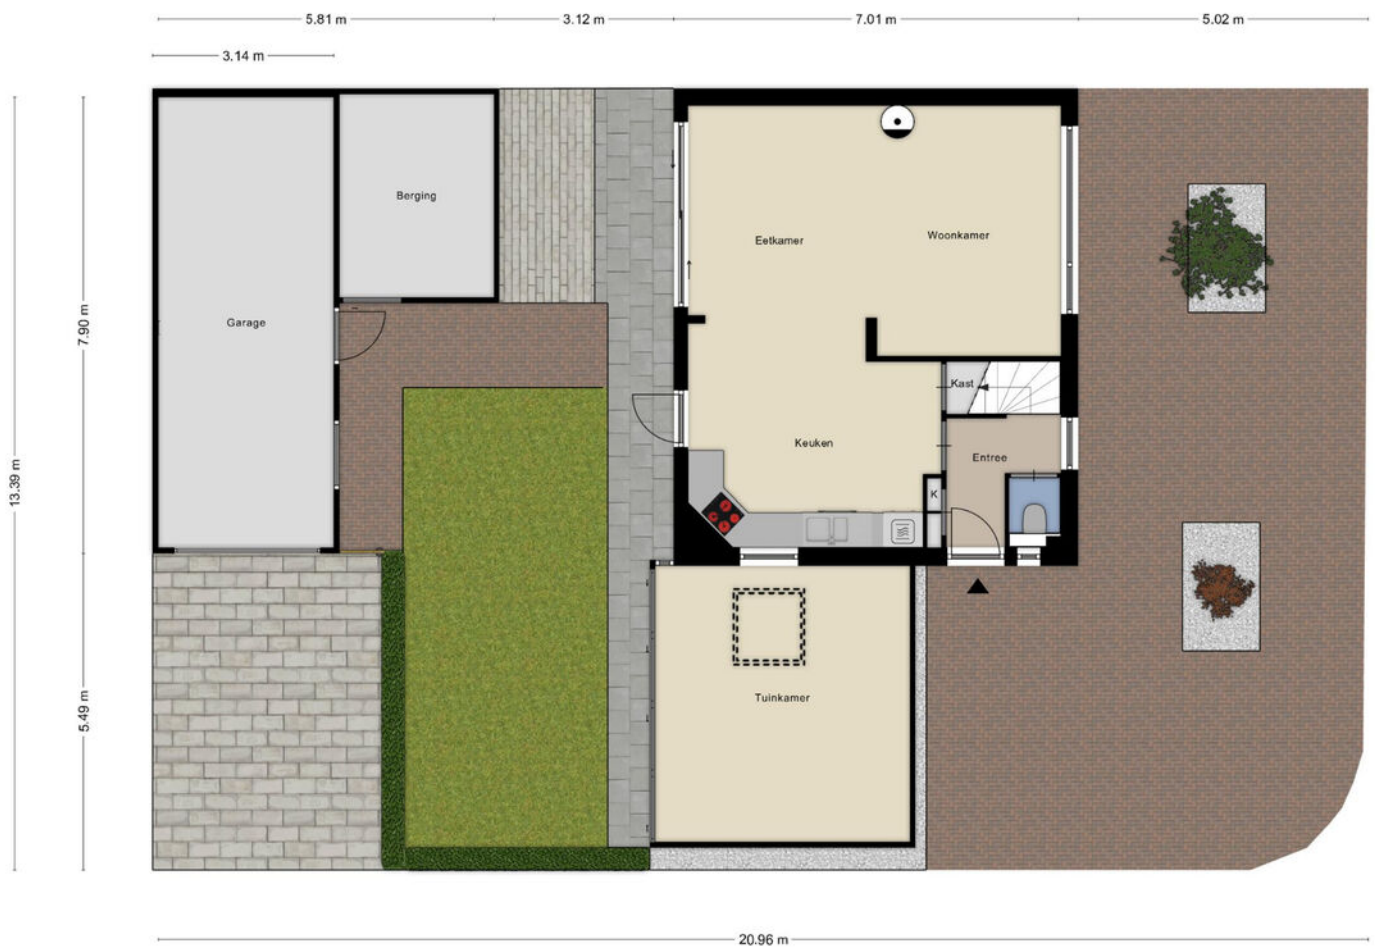 5.81 m
3.12 m
7.01 m
5.02 m
3.14 m
Berging
Eetkamer
Woonkamer
Garage
7.90 m
Kast
Keuken
Entree
13.39 m
K
Tuinkamer
5.49 m
20.96 m